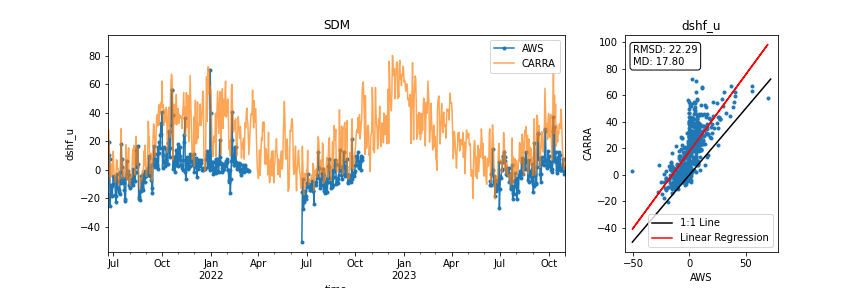 SDM
dshf_u
80
60
40
20
0
−20
−40
AWS
CARRA
Jul
Oct
Jan
2022
Apr
Jul
Oct
Jan
2023
Apr
Jul
Oct
dshf_u
CARRA
100
80
60
40
20
0
−20
−40
RMSD: 22.29
MD: 17.80
1:1 Line
Linear Regression
−50
0
50
AWS